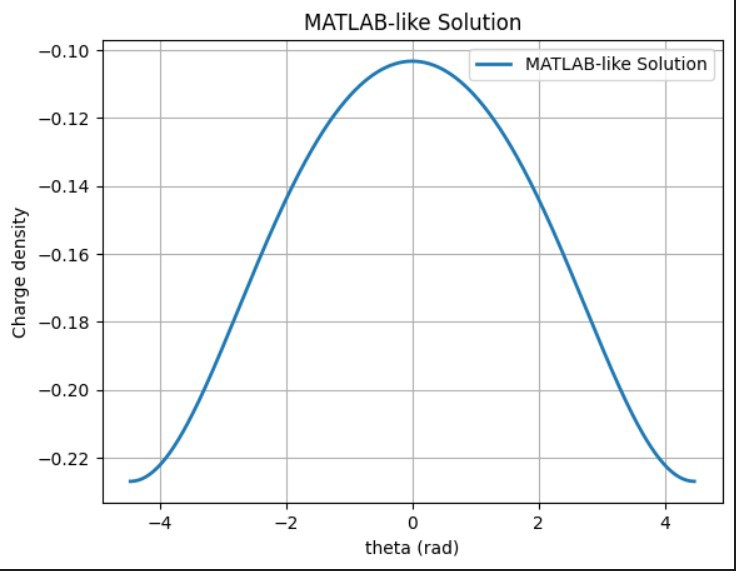 MATLAB-like Solution
MATLAB-like Solution
−0.10
−0.12
−0.14
−0.16
−0.18
−0.20
−0.22
Charge density
−4 −2 0 2 4
theta (rad)